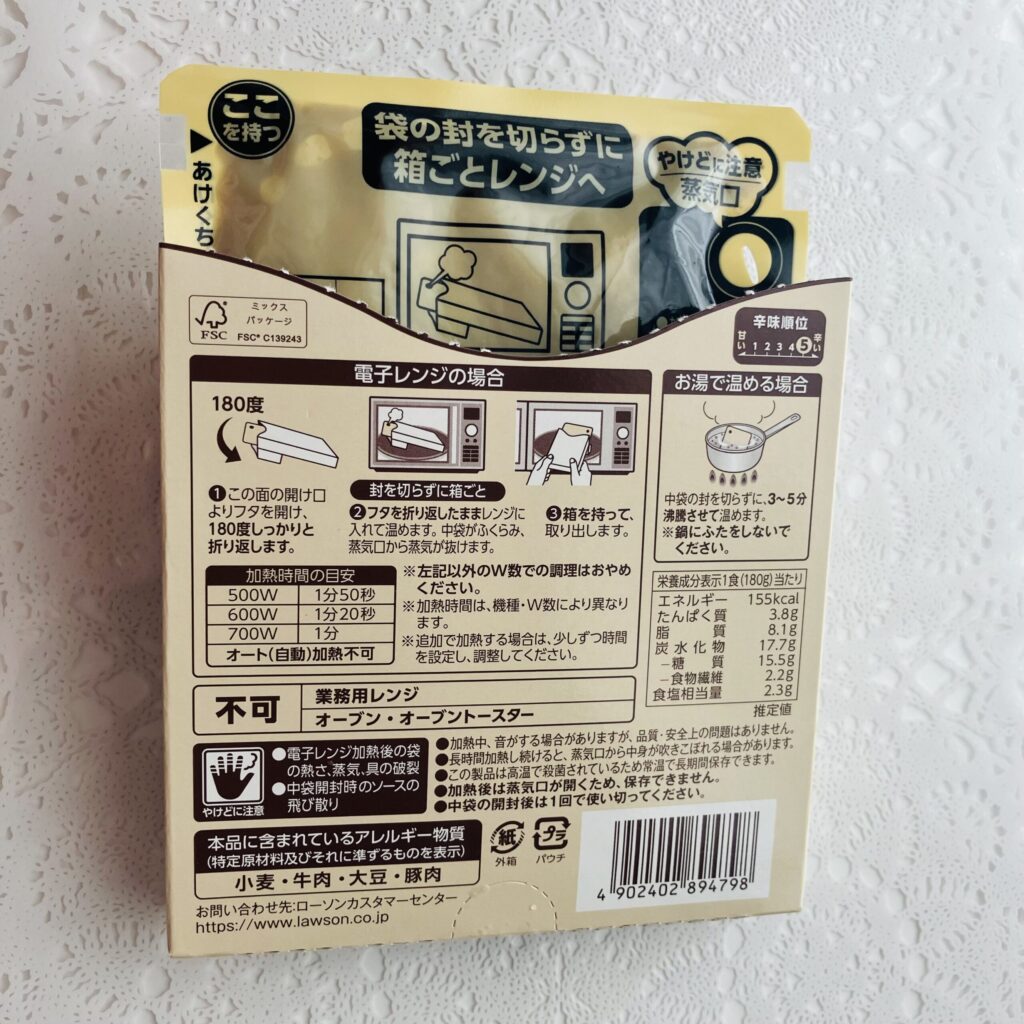 ここ
を持つ
▶あけくち
袋の封を切らずに
箱ごとレンジへ
やけどに注意
蒸気口
FSC
ミックス
パッケージ
FSC® C139243
辛味順位
甘い 1 2 3 4 5 辛い
電子レンジの場合
180度
①この面の開け口
よりフタを開け、
180度しっかりと
折り返します。
封を切らずに箱ごと
②フタを折り返したままレンジに
入れて温めます。中袋がふくらみ、
蒸気口から蒸気が抜けます。
③箱を持って、
取り出します。
加熱時間の目安
500W 1分50秒
600W 1分20秒
700W 1分
オート(自動)加熱不可
※左記以外のW数での調理はおやめ
ください。
※加熱時間は、機種・W数により異なり
ます。
※追加で加熱する場合は、少しずつ時間
を設定し、調整してください。
お湯で温める場合
中袋の封を切らずに、3~5分
沸騰させて温めます。
※鍋にふたをしないで
ください。
栄養成分表示1食(180g)当たり
エネルギー 155kcal
たんぱく質 3.8g
脂質 8.1g
炭水化物 17.7g
−糖質 15.5g
−食物繊維 2.2g
食塩相当量 2.3g
推定値
不可
業務用レンジ
オーブン・オーブントースター
やけどに注意
●電子レンジ加熱後の袋
の熱さ、蒸気、具の破裂
●中袋開封時のソースの
飛び散り
●加熱中、音がする場合がありますが、品質・安全上の問題はありません。
●長時間加熱し続けると、蒸気口から中身が吹きこぼれる場合があります。
●この製品は高温で殺菌されているため常温で長期間保存できます。
●加熱後は蒸気口が開くため、保存できません。
●中袋の開封後は1回で使い切ってください。
本品に含まれているアレルギー物質
(特定原材料及びそれに準ずるものを表示)
小麦・牛肉・大豆・豚肉
紙
外箱
プラ
パウチ
お問い合わせ先:ローソンカスタマーセンター
https://www.lawson.co.jp
4 902402 894798